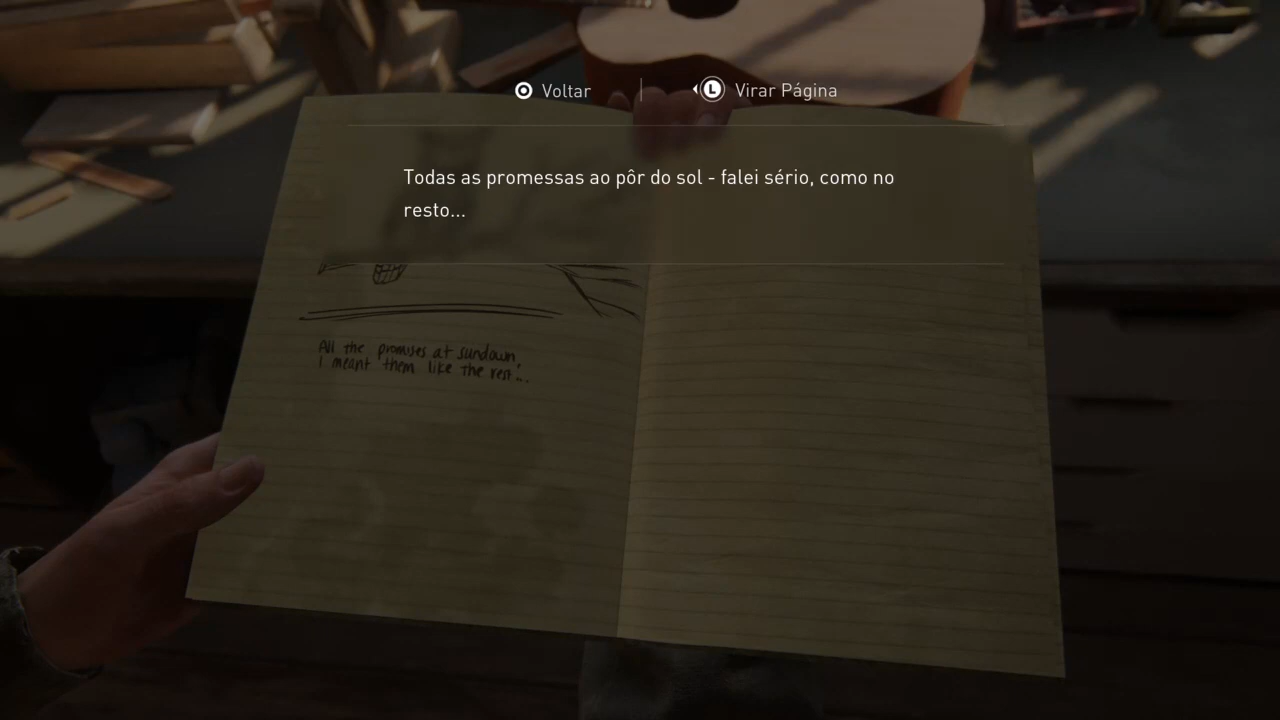 Voltar
L Virar Página
Todas as promessas ao pôr do sol - falei sério, como no
resto...
All the promises at sundown,
I meant them like the rest...